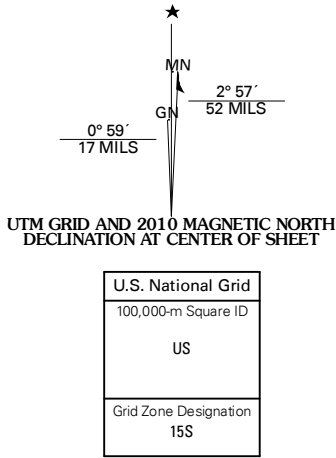 ★
MN
2° 57´
52 MILS
GN
0° 59´
17 MILS
UTM GRID AND 2010 MAGNETIC NORTH
DECLINATION AT CENTER OF SHEET
U.S. National Grid
100,000-m Square ID
US
Grid Zone Designation
15S